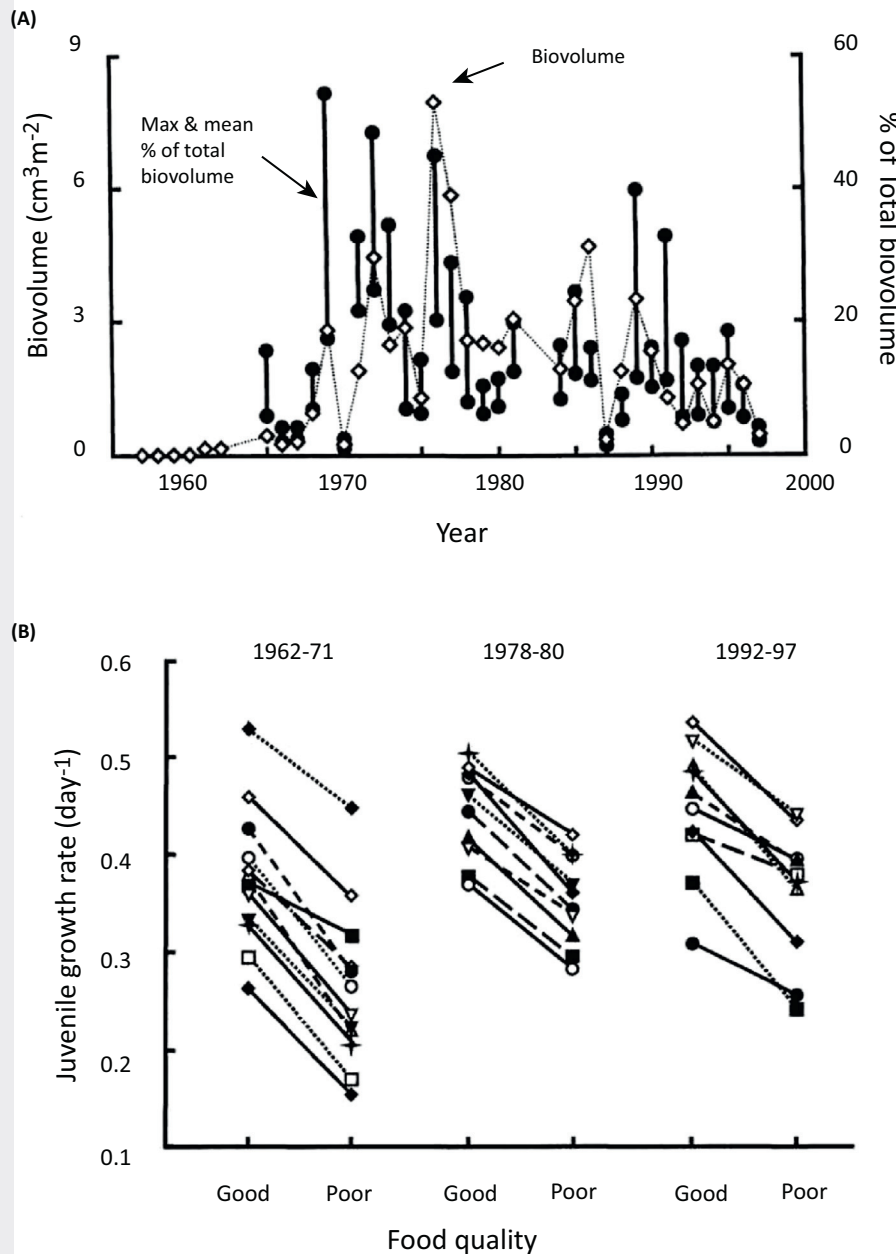 (A)
9
6
3
0
Biovolume (cm³m⁻²)
60
40
20
0
% of Total biovolume
Biovolume
Max & mean
% of total
biovolume
1960 1970 1980 1990 2000
Year
(B)
1962-71 1978-80 1992-97
0.6
0.5
0.4
0.3
0.2
0.1
Juvenile growth rate (day⁻¹)
Good Poor Good Poor Good Poor
Food quality